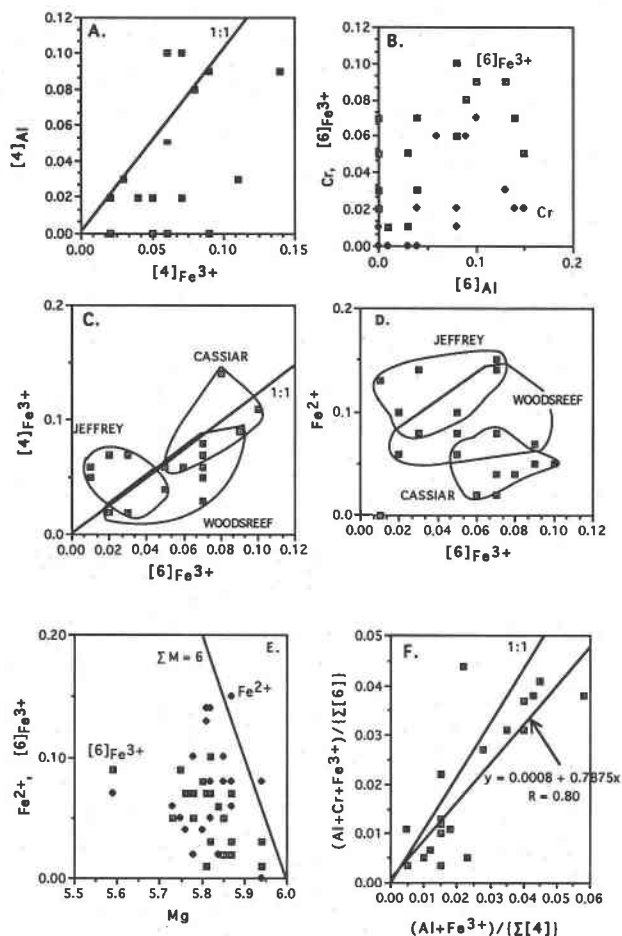 A.
1:1
0.12
0.10
0.08
0.06
0.04
0.02
0.00
[4]Al
0.00
0.05
0.10
0.15
[4]Fe3+
B.
[6]Fe3+
Cr
0.12
0.10
0.08
0.06
0.04
0.02
0.00
Cr, [6]Fe3+
0.0
0.1
0.2
[6]Al
C.
CASSIAR
1:1
JEFFREY
WOODSREEF
0.2
0.1
0.0
[4]Fe3+
0.00
0.02
0.04
0.06
0.08
0.10
0.12
[6]Fe3+
D.
JEFFREY
WOODSREEF
CASSIAR
0.2
0.1
0.0
Fe2+
0.00
0.02
0.04
0.06
0.08
0.10
0.12
[6]Fe3+
E.
ΣM = 6
Fe2+
[6]Fe3+
0.20
0.10
0.00
Fe2+, [6]Fe3+
5.5
5.6
5.7
5.8
5.9
6.0
Mg
F.
1:1
y = 0.0008 + 0.7875x
R = 0.80
0.05
0.04
0.03
0.02
0.01
0.00
(Al+Cr+Fe3+)/{Σ[6]}
0.00
0.01
0.02
0.03
0.04
0.05
0.06
(Al+Fe3+)/{Σ[4]}